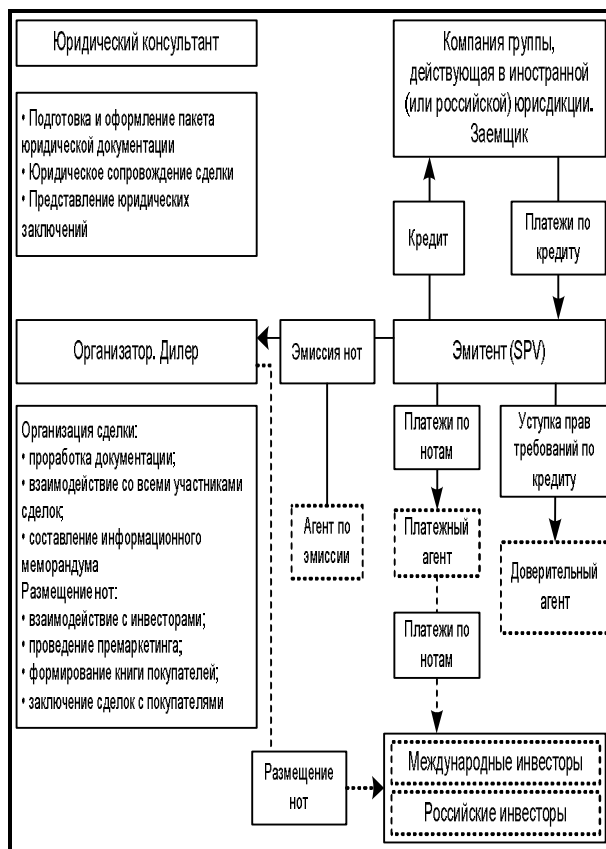 Юридический консультант
• Подготовка и оформление пакета
юридической документации
• Юридическое сопровождение сделки
• Представление юридических
заключений
Компания группы,
действующая в иностранной
(или российской) юрисдикции.
Заемщик
Кредит
Платежи по
кредиту
Организатор. Дилер
Эмиссия нот
Эмитент (SPV)
Организация сделки:
• проработка документации;
• взаимодействие со всеми участниками
сделок;
• составление информационного
меморандума
Размещение нот:
• взаимодействие с инвесторами;
• проведение премаркетинга;
• формирование книги покупателей;
• заключение сделок с покупателями
Агент по
эмиссии
Платежи по
нотам
Платежный
агент
Платежи по
нотам
Уступка прав
требований по
кредиту
Доверительный
агент
Размещение
нот
Международные инвесторы
Российские инвесторы